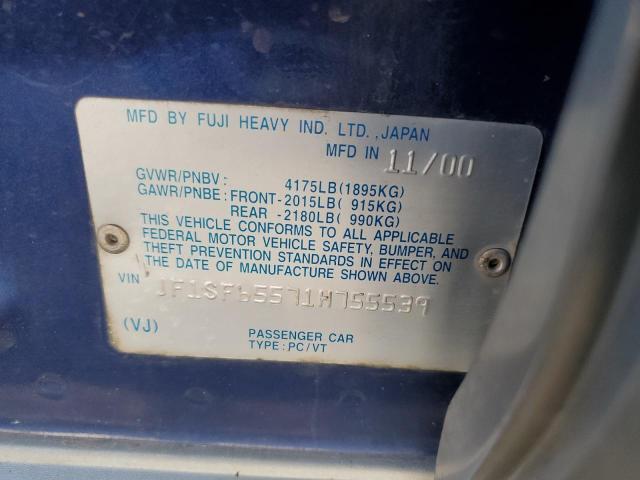 MFD BY FUJI HEAVY IND. LTD., JAPAN
MFD IN 11/00
GVWR/PNBV : 4175LB(1895KG)
GAWR/PNBE: FRONT-2015LB( 915KG)
REAR -2180LB( 990KG)
THIS VEHICLE CONFORMS TO ALL APPLICABLE
FEDERAL MOTOR VEHICLE SAFETY, BUMPER, AND
THEFT PREVENTION STANDARDS IN EFFECT ON
THE DATE OF MANUFACTURE SHOWN ABOVE.
VIN JF1SF65571H755539
(VJ) PASSENGER CAR
TYPE: PC/VT